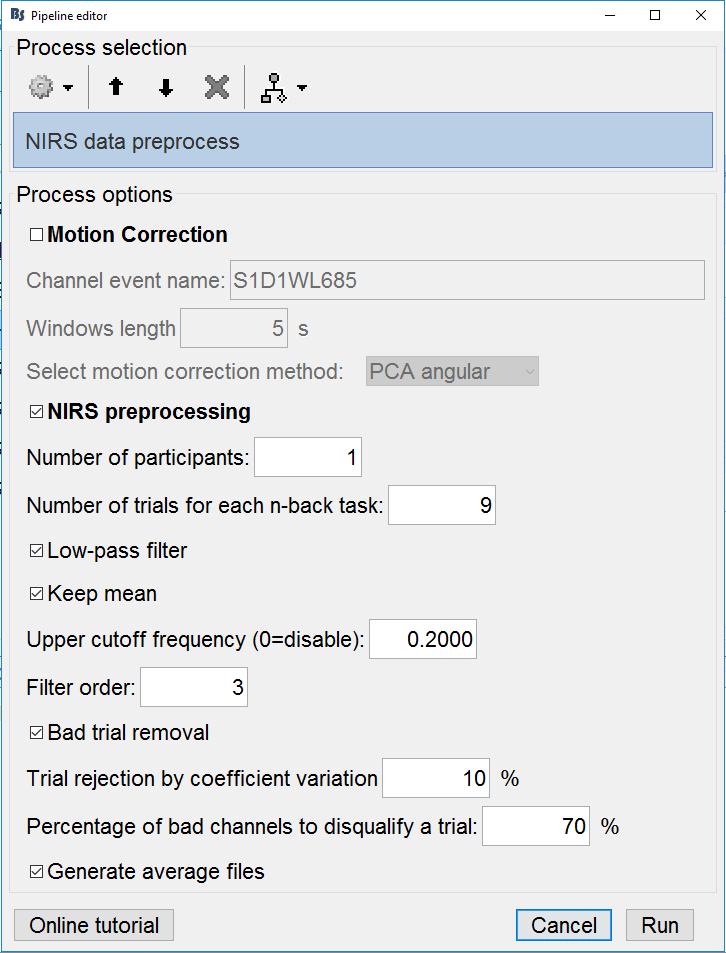 BS Pipeline editor
Process selection
NIRS data preprocess
Process options
Motion Correction
Channel event name: S1D1WL685
Windows length 5 s
Select motion correction method: PCA angular
NIRS preprocessing
Number of participants: 1
Number of trials for each n-back task: 9
Low-pass filter
Keep mean
Upper cutoff frequency (0=disable): 0.2000
Filter order: 3
Bad trial removal
Trial rejection by coefficient variation 10 %
Percentage of bad channels to disqualify a trial: 70 %
Generate average files
Online tutorial Cancel Run